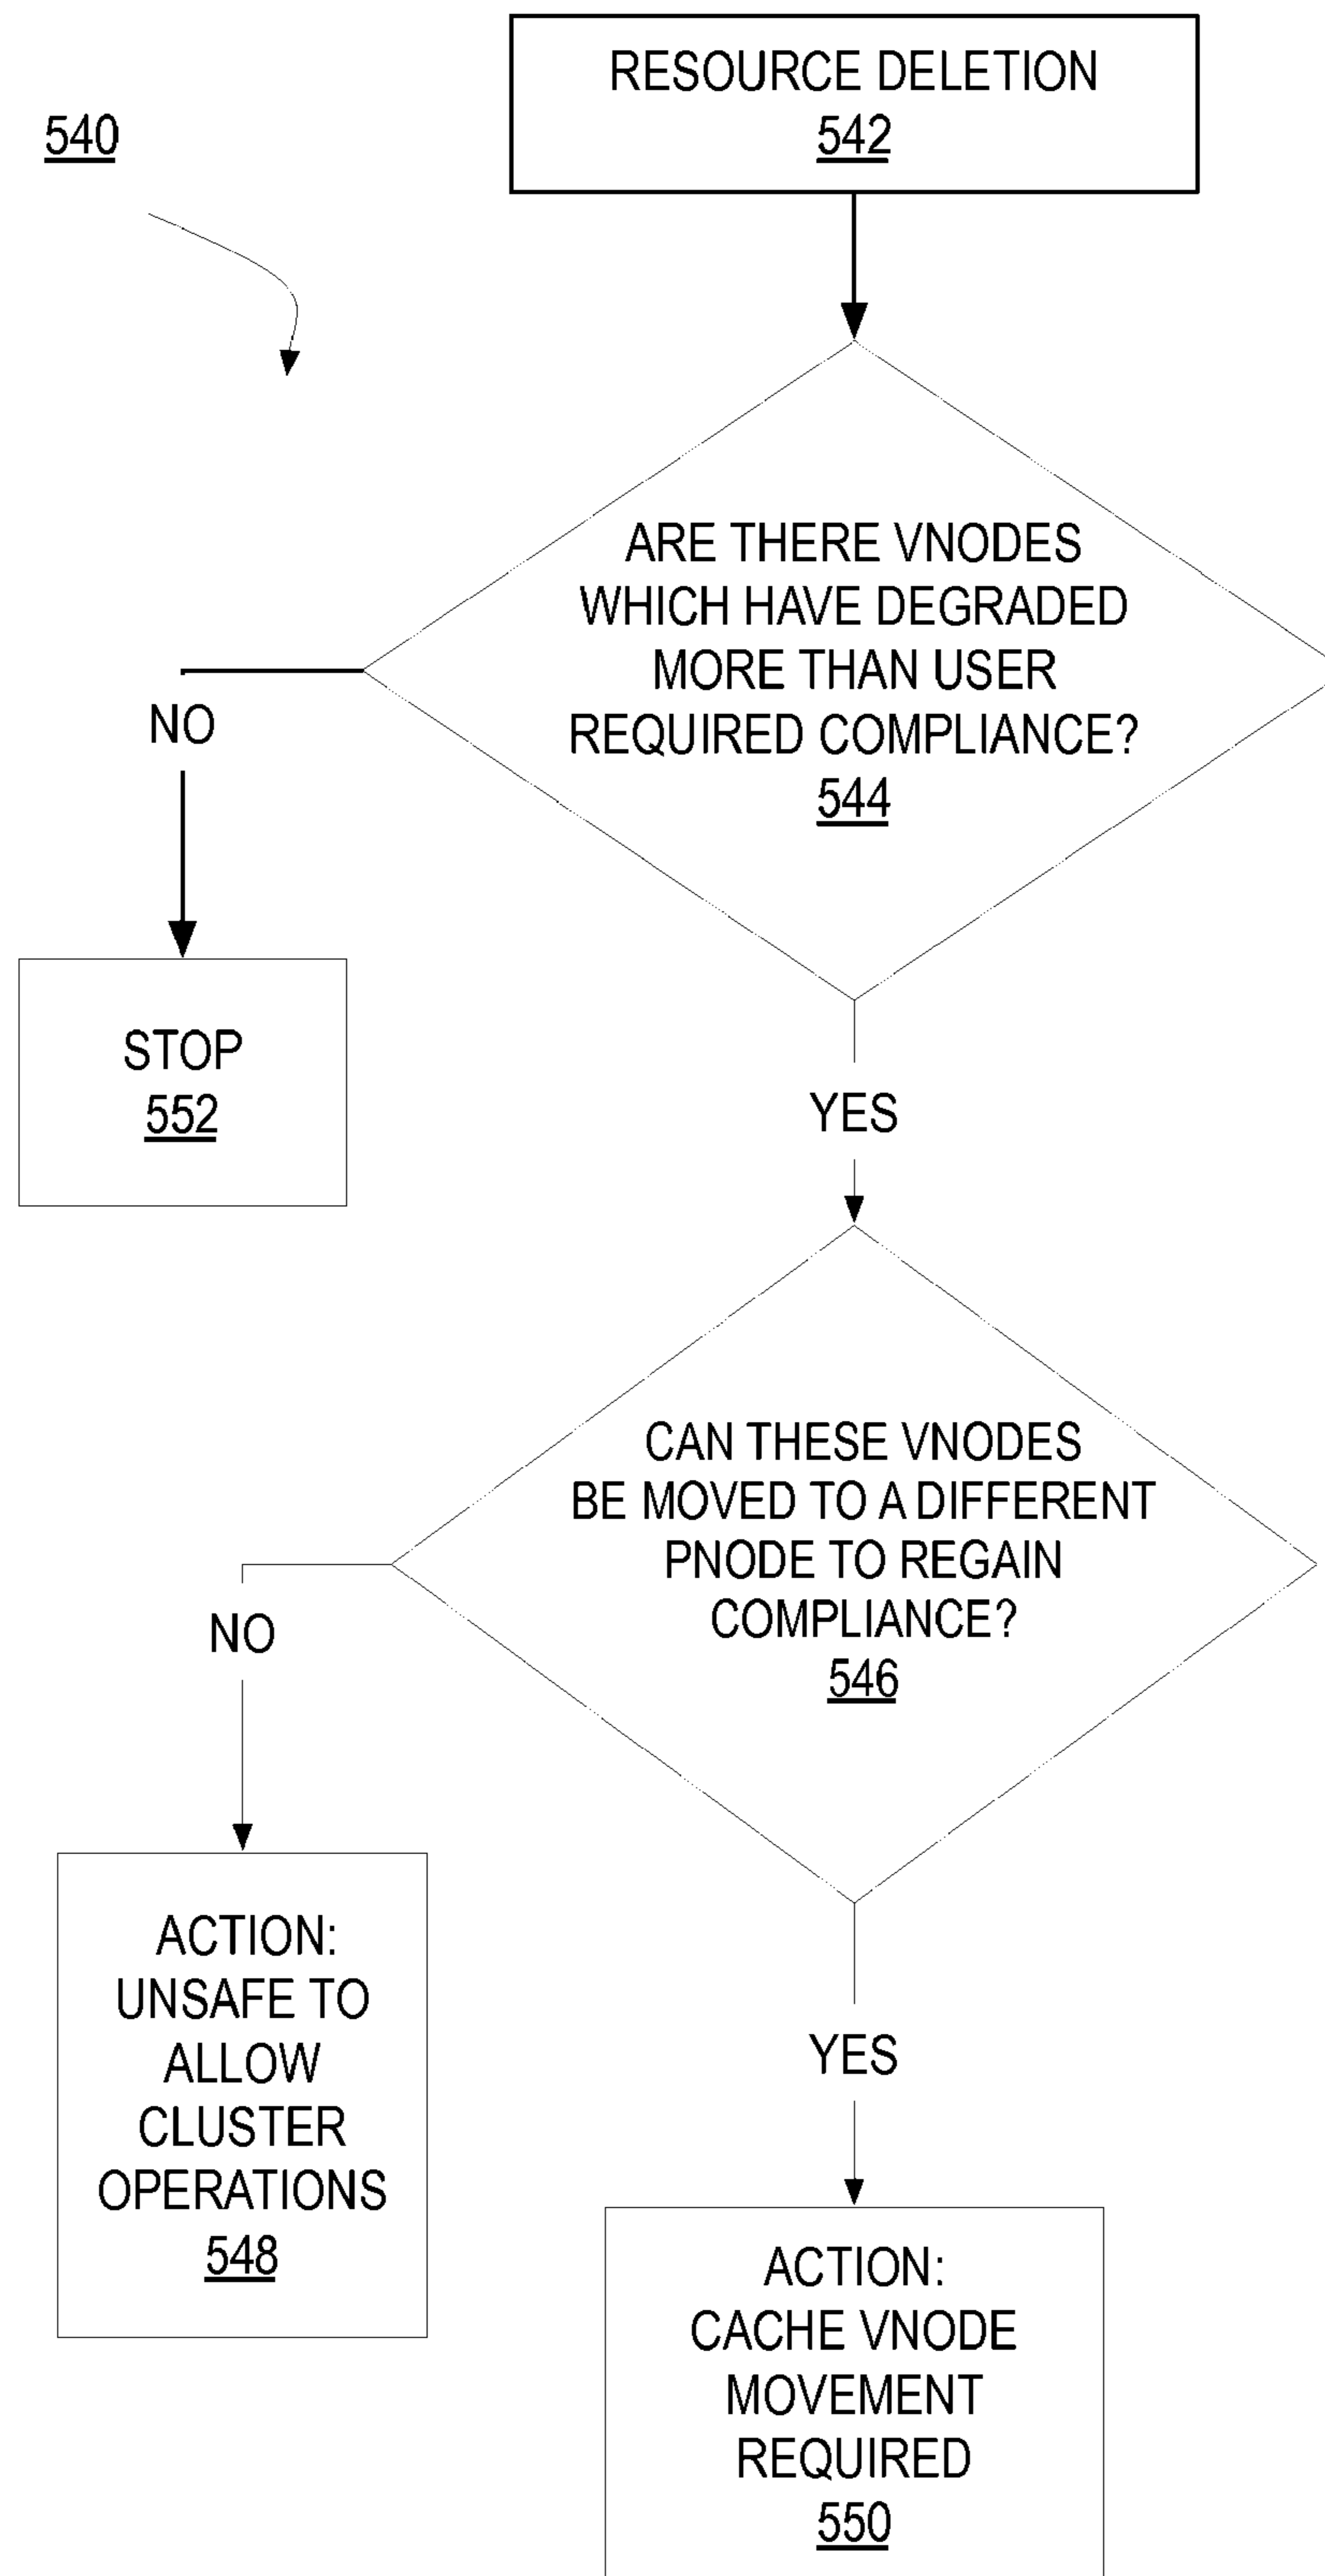 RESOURCE DELETION
542
540
ARE THERE VNODES
WHICH HAVE DEGRADED
MORE THAN USER
REQUIRED COMPLIANCE?
544
NO
STOP
552
YES
CAN THESE VNODES
BE MOVED TO A DIFFERENT
PNODE TO REGAIN
COMPLIANCE?
546
NO
ACTION:
UNSAFE TO
ALLOW
CLUSTER
OPERATIONS
548
YES
ACTION:
CACHE VNODE
MOVEMENT
REQUIRED
550